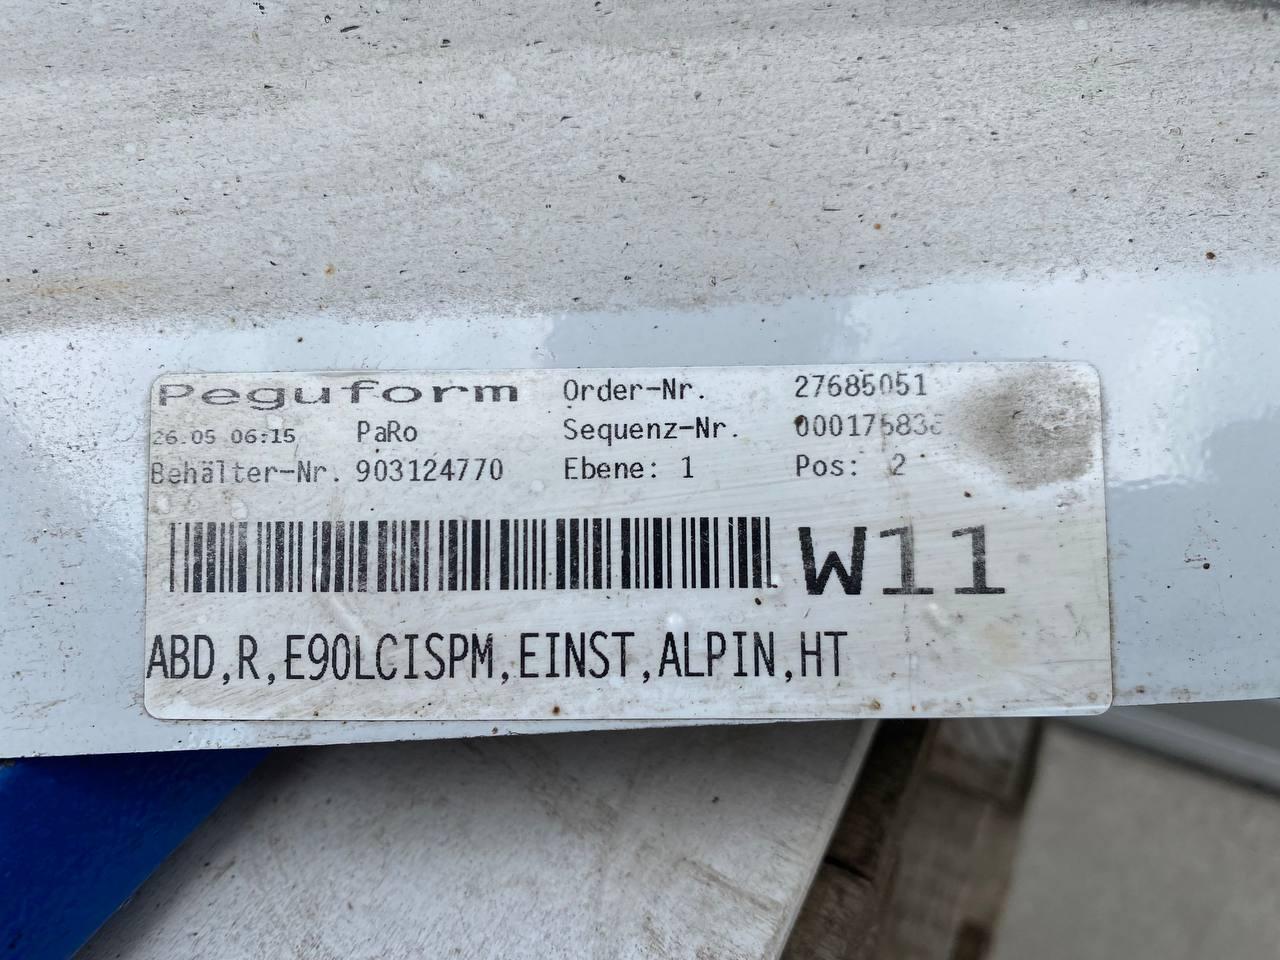 Peguform Order-Nr. 27685051
26.05 06:15 PaRo Sequenz-Nr.
Behälter-Nr. 903124770 Ebene: 1 Pos: 2
W11
ABD,R,E90LCISPM,EINST,ALPIN,HT